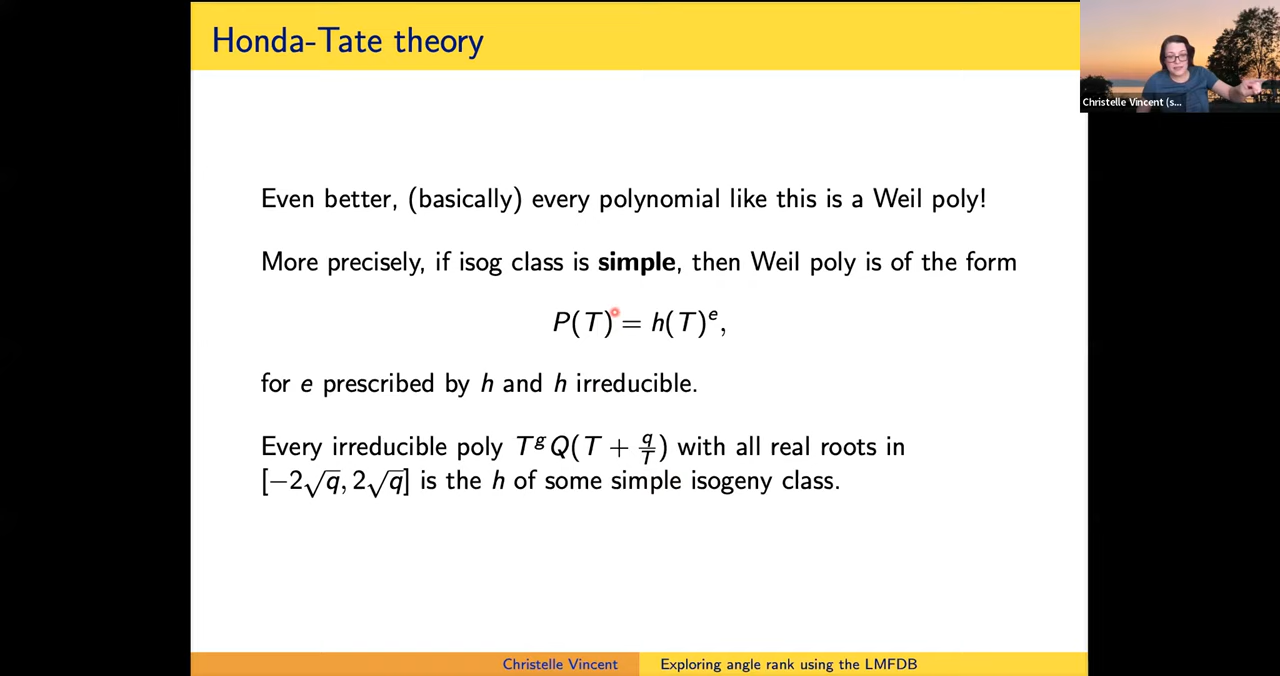 Honda-Tate theory
Christelle Vincent (s...
Even better, (basically) every polynomial like this is a Weil poly!
More precisely, if isog class is simple, then Weil poly is of the form
P(T) = h(T)^e,
for e prescribed by h and h irreducible.
Every irreducible poly T^g Q(T + q/T) with all real roots in
[−2√q, 2√q] is the h of some simple isogeny class.
Christelle Vincent
Exploring angle rank using the LMFDB